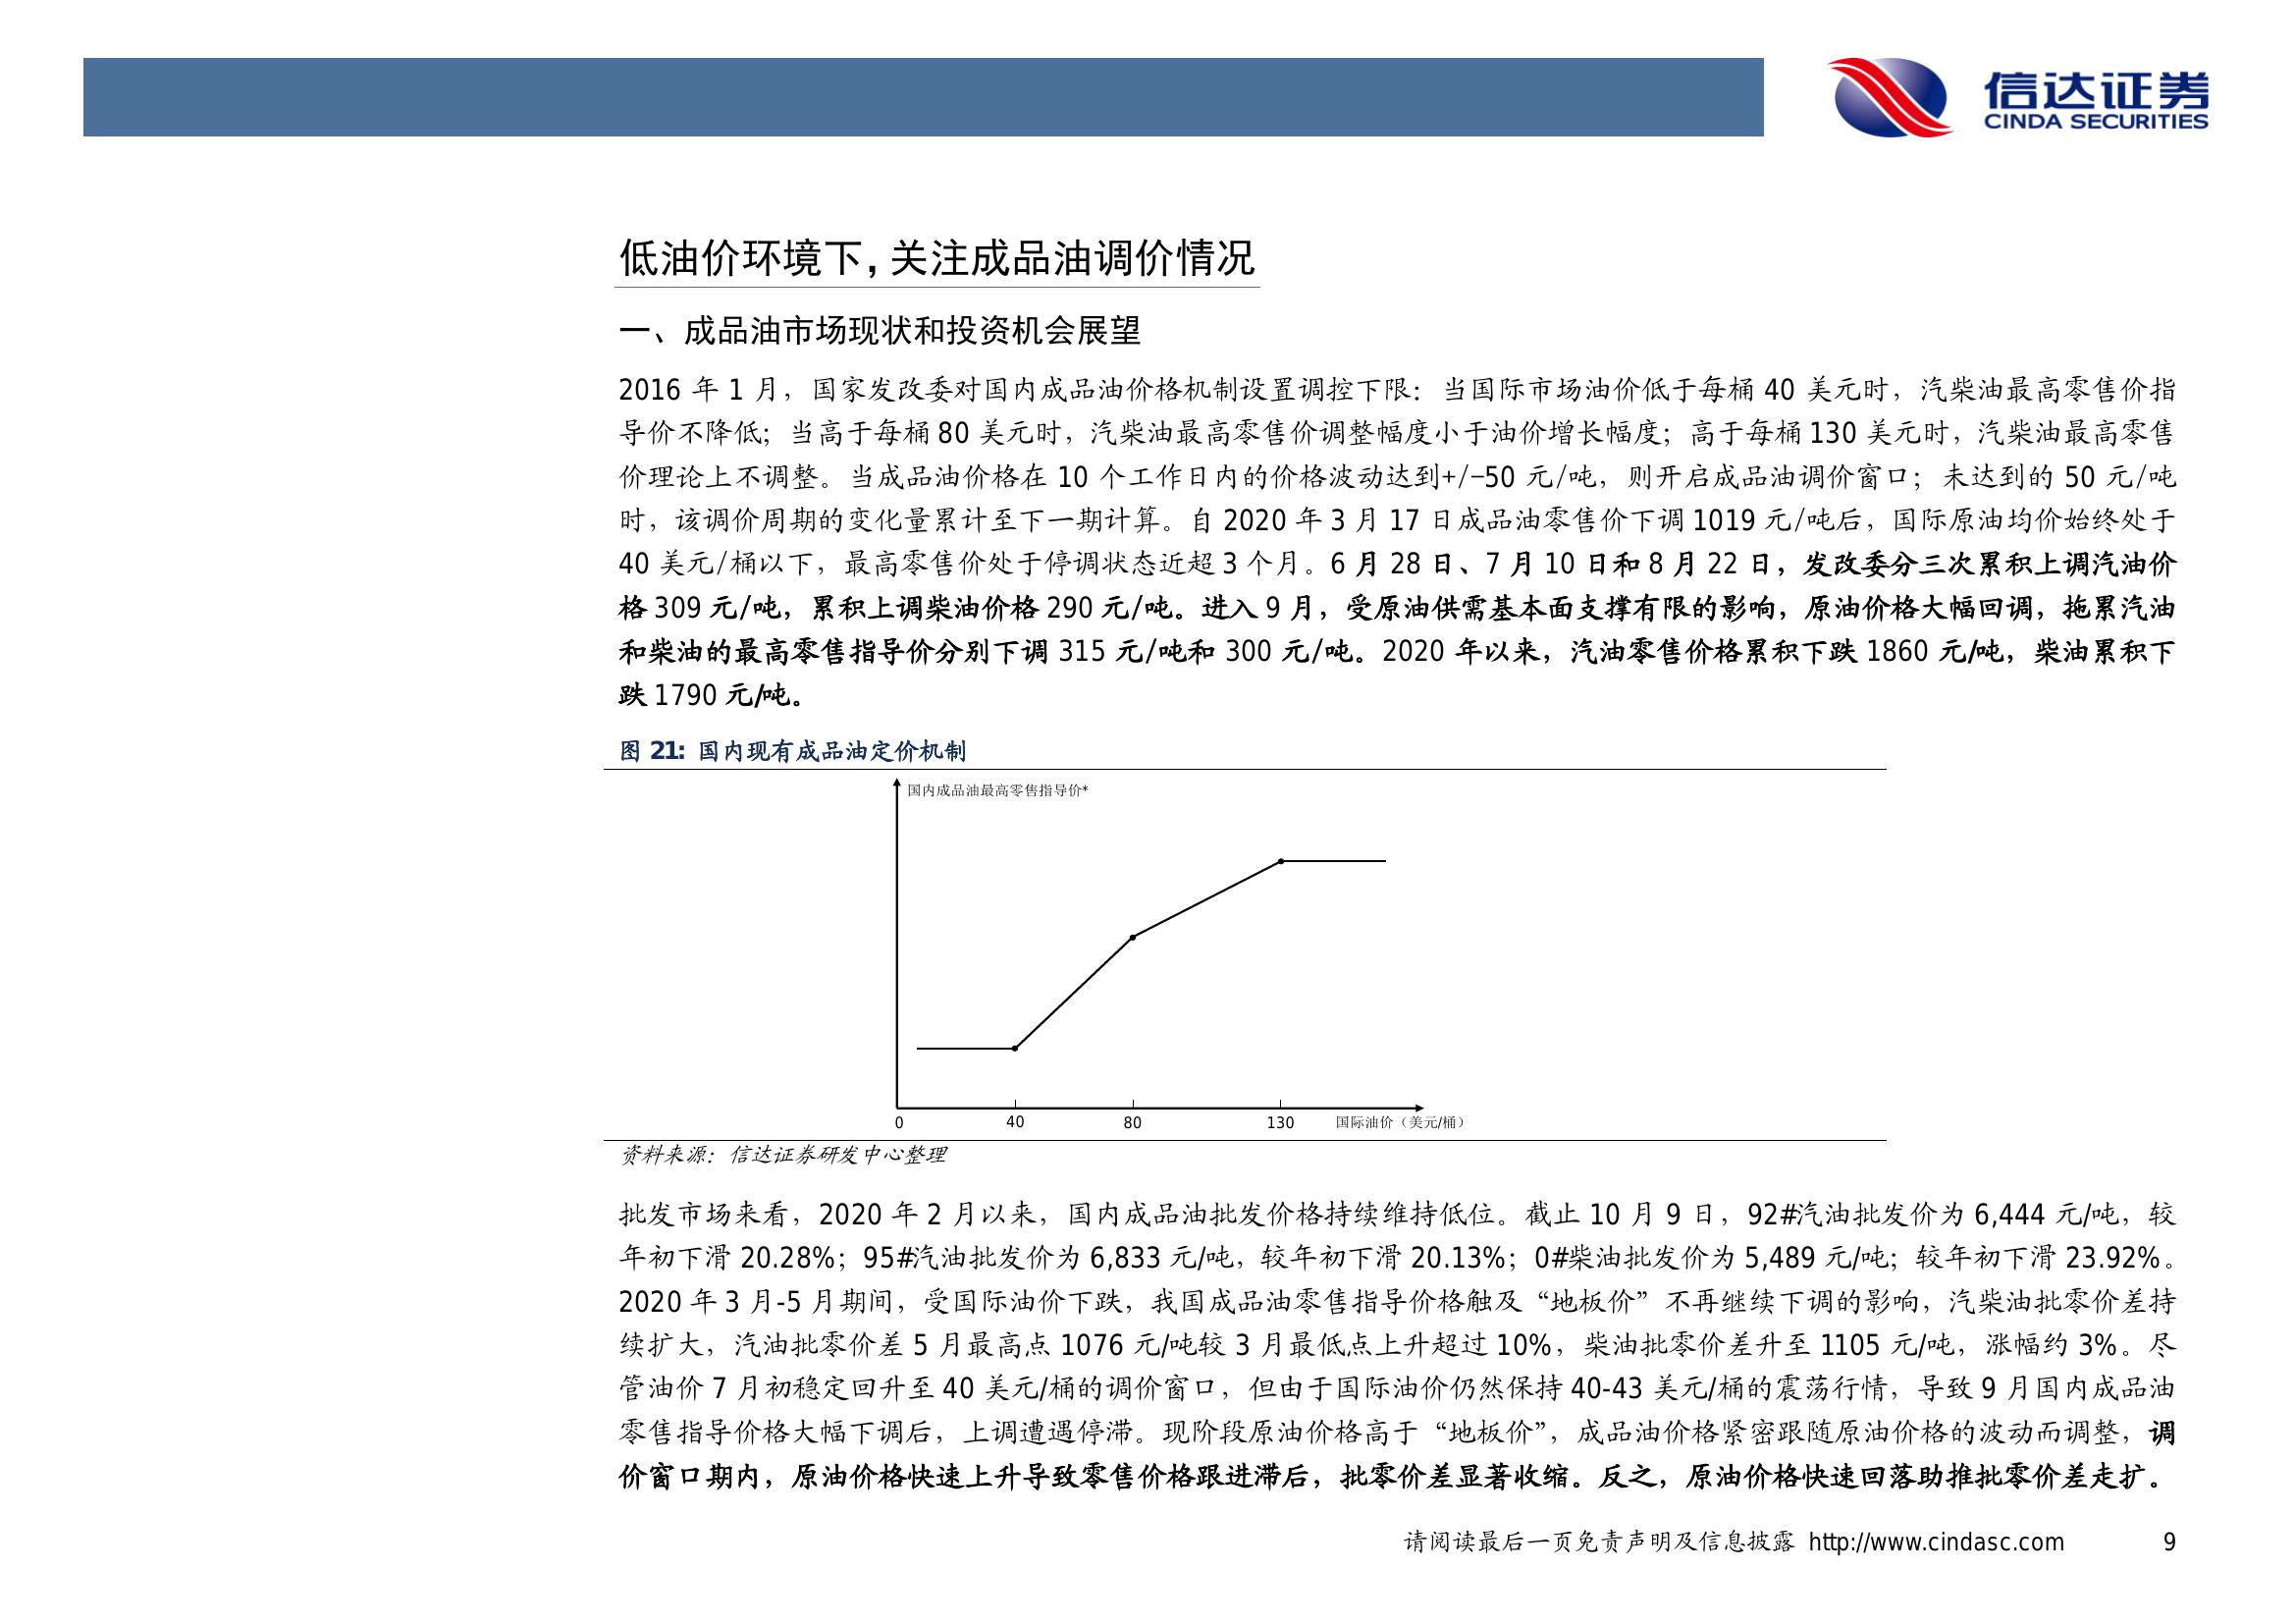 信达证券
CINDA SECURITIES
低油价环境下，关注成品油调价情况
一、成品油市场现状和投资机会展望
2016 年 1 月，国家发改委对国内成品油价格机制设置调控下限：当国际市场油价低于每桶 40 美元时，汽柴油最高零售价指
导价不降低；当高于每桶 80 美元时，汽柴油最高零售价调整幅度小于油价增长幅度；高于每桶 130 美元时，汽柴油最高零售
价理论上不调整。当成品油价格在 10 个工作日内的价格波动达到+/−50 元/吨，则开启成品油调价窗口；未达到的 50 元/吨
时，该调价周期的变化量累计至下一期计算。自 2020 年 3 月 17 日成品油零售价下调 1019 元/吨后，国际原油均价始终处于
40 美元/桶以下，最高零售价处于停调状态近超 3 个月。6 月 28 日、7 月 10 日和 8 月 22 日，发改委分三次累积上调汽油价
格 309 元/吨，累积上调柴油价格 290 元/吨。进入 9 月，受原油供需基本面支撑有限的影响，原油价格大幅回调，拖累汽油
和柴油的最高零售指导价分别下调 315 元/吨和 300 元/吨。2020 年以来，汽油零售价格累积下跌 1860 元/吨，柴油累积下
跌 1790 元/吨。
图 21：国内现有成品油定价机制
国内成品油最高零售指导价*
0 40 80 130 国际油价（美元/桶）
资料来源：信达证券研发中心整理
批发市场来看，2020 年 2 月以来，国内成品油批发价格持续维持低位。截止 10 月 9 日，92#汽油批发价为 6,444 元/吨，较
年初下滑 20.28%；95#汽油批发价为 6,833 元/吨，较年初下滑 20.13%；0#柴油批发价为 5,489 元/吨；较年初下滑 23.92%。
2020 年 3 月-5 月期间，受国际油价下跌，我国成品油零售指导价格触及“地板价”不再继续下调的影响，汽柴油批零价差持
续扩大，汽油批零价差 5 月最高点 1076 元/吨较 3 月最低点上升超过 10%，柴油批零价差升至 1105 元/吨，涨幅约 3%。尽
管油价 7 月初稳定回升至 40 美元/桶的调价窗口，但由于国际油价仍然保持 40-43 美元/桶的震荡行情，导致 9 月国内成品油
零售指导价格大幅下调后，上调遭遇停滞。现阶段原油价格高于“地板价”，成品油价格紧密跟随原油价格的波动而调整，调
价窗口期内，原油价格快速上升导致零售价格跟进滞后，批零价差显著收缩。反之，原油价格快速回落助推批零价差走扩。
请阅读最后一页免责声明及信息披露 http://www.cindasc.com 9